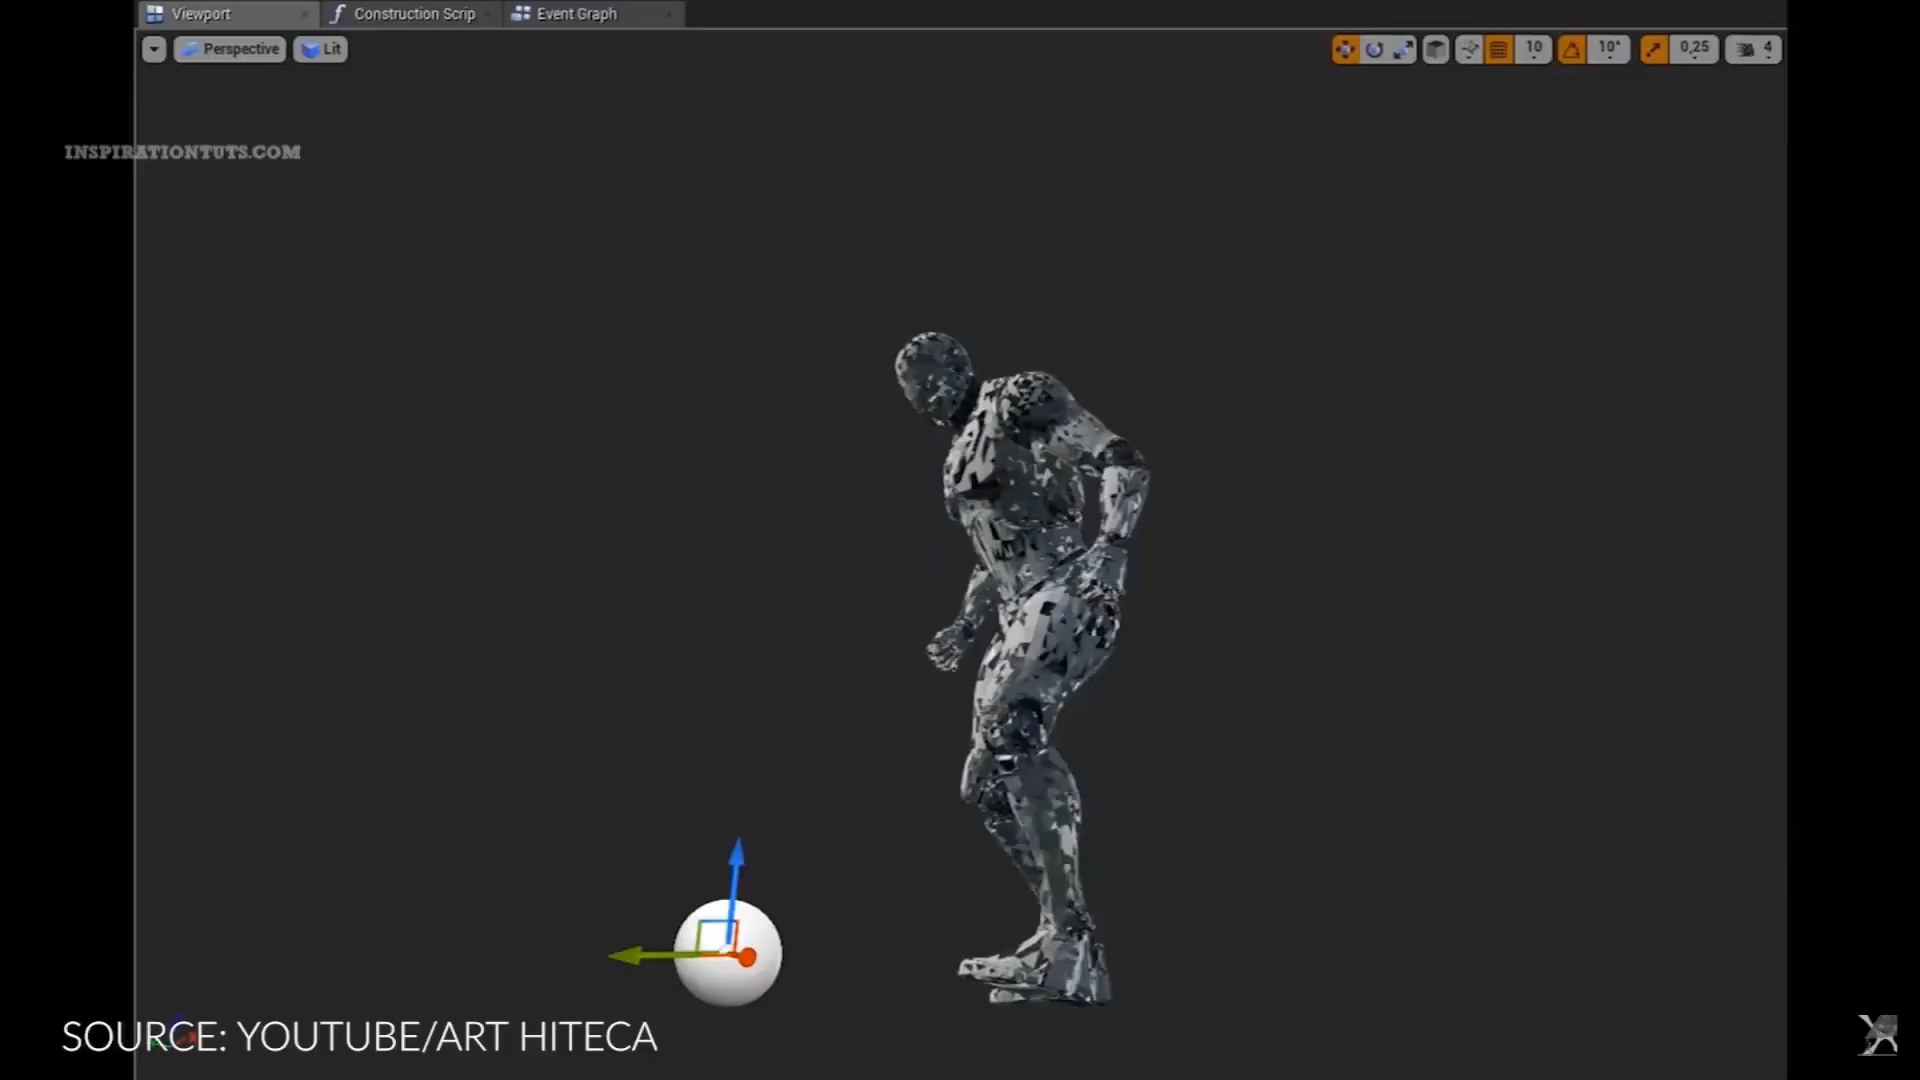 Viewport
Construction Scrip
Event Graph
Perspective
Lit
10
10°
0,25
4
INSPIRATIONTUTS.COM
SOURCE: YOUTUBE/ART HITECA